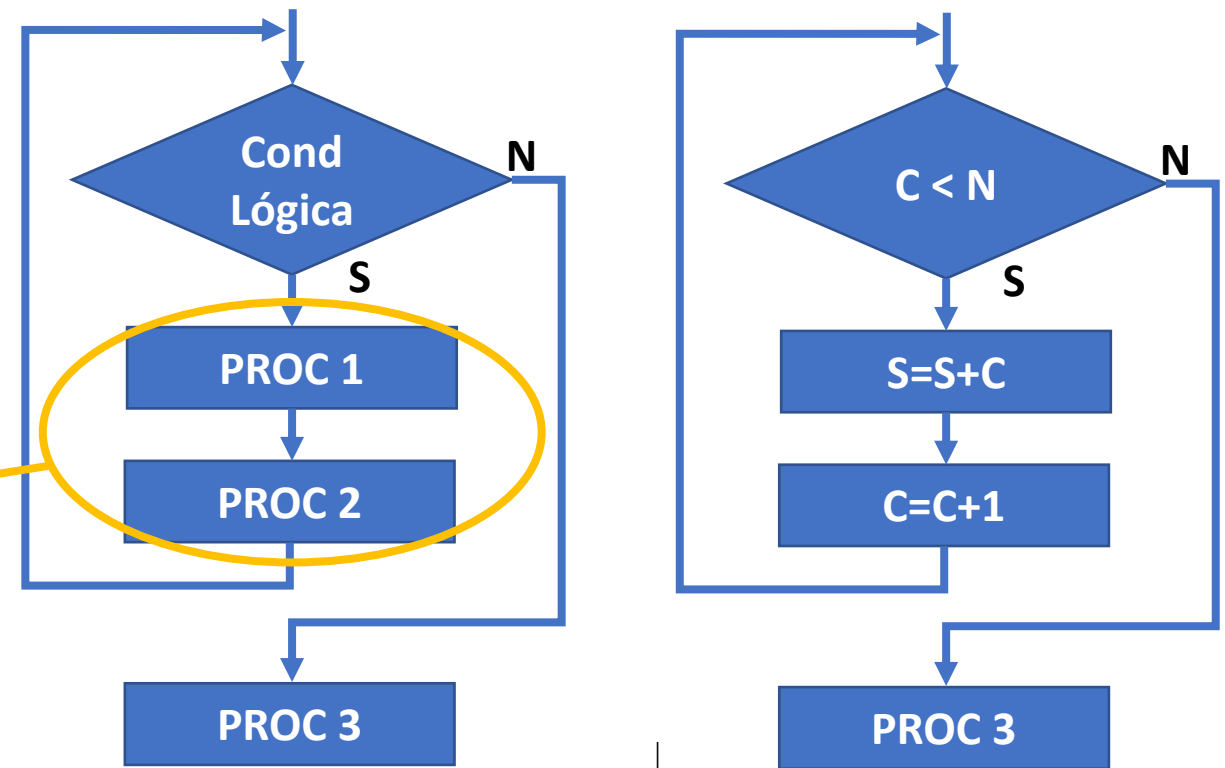 Cond
Lógica
N
S
PROC 1
PROC 2
PROC 3
C < N
N
S
S=S+C
C=C+1
PROC 3